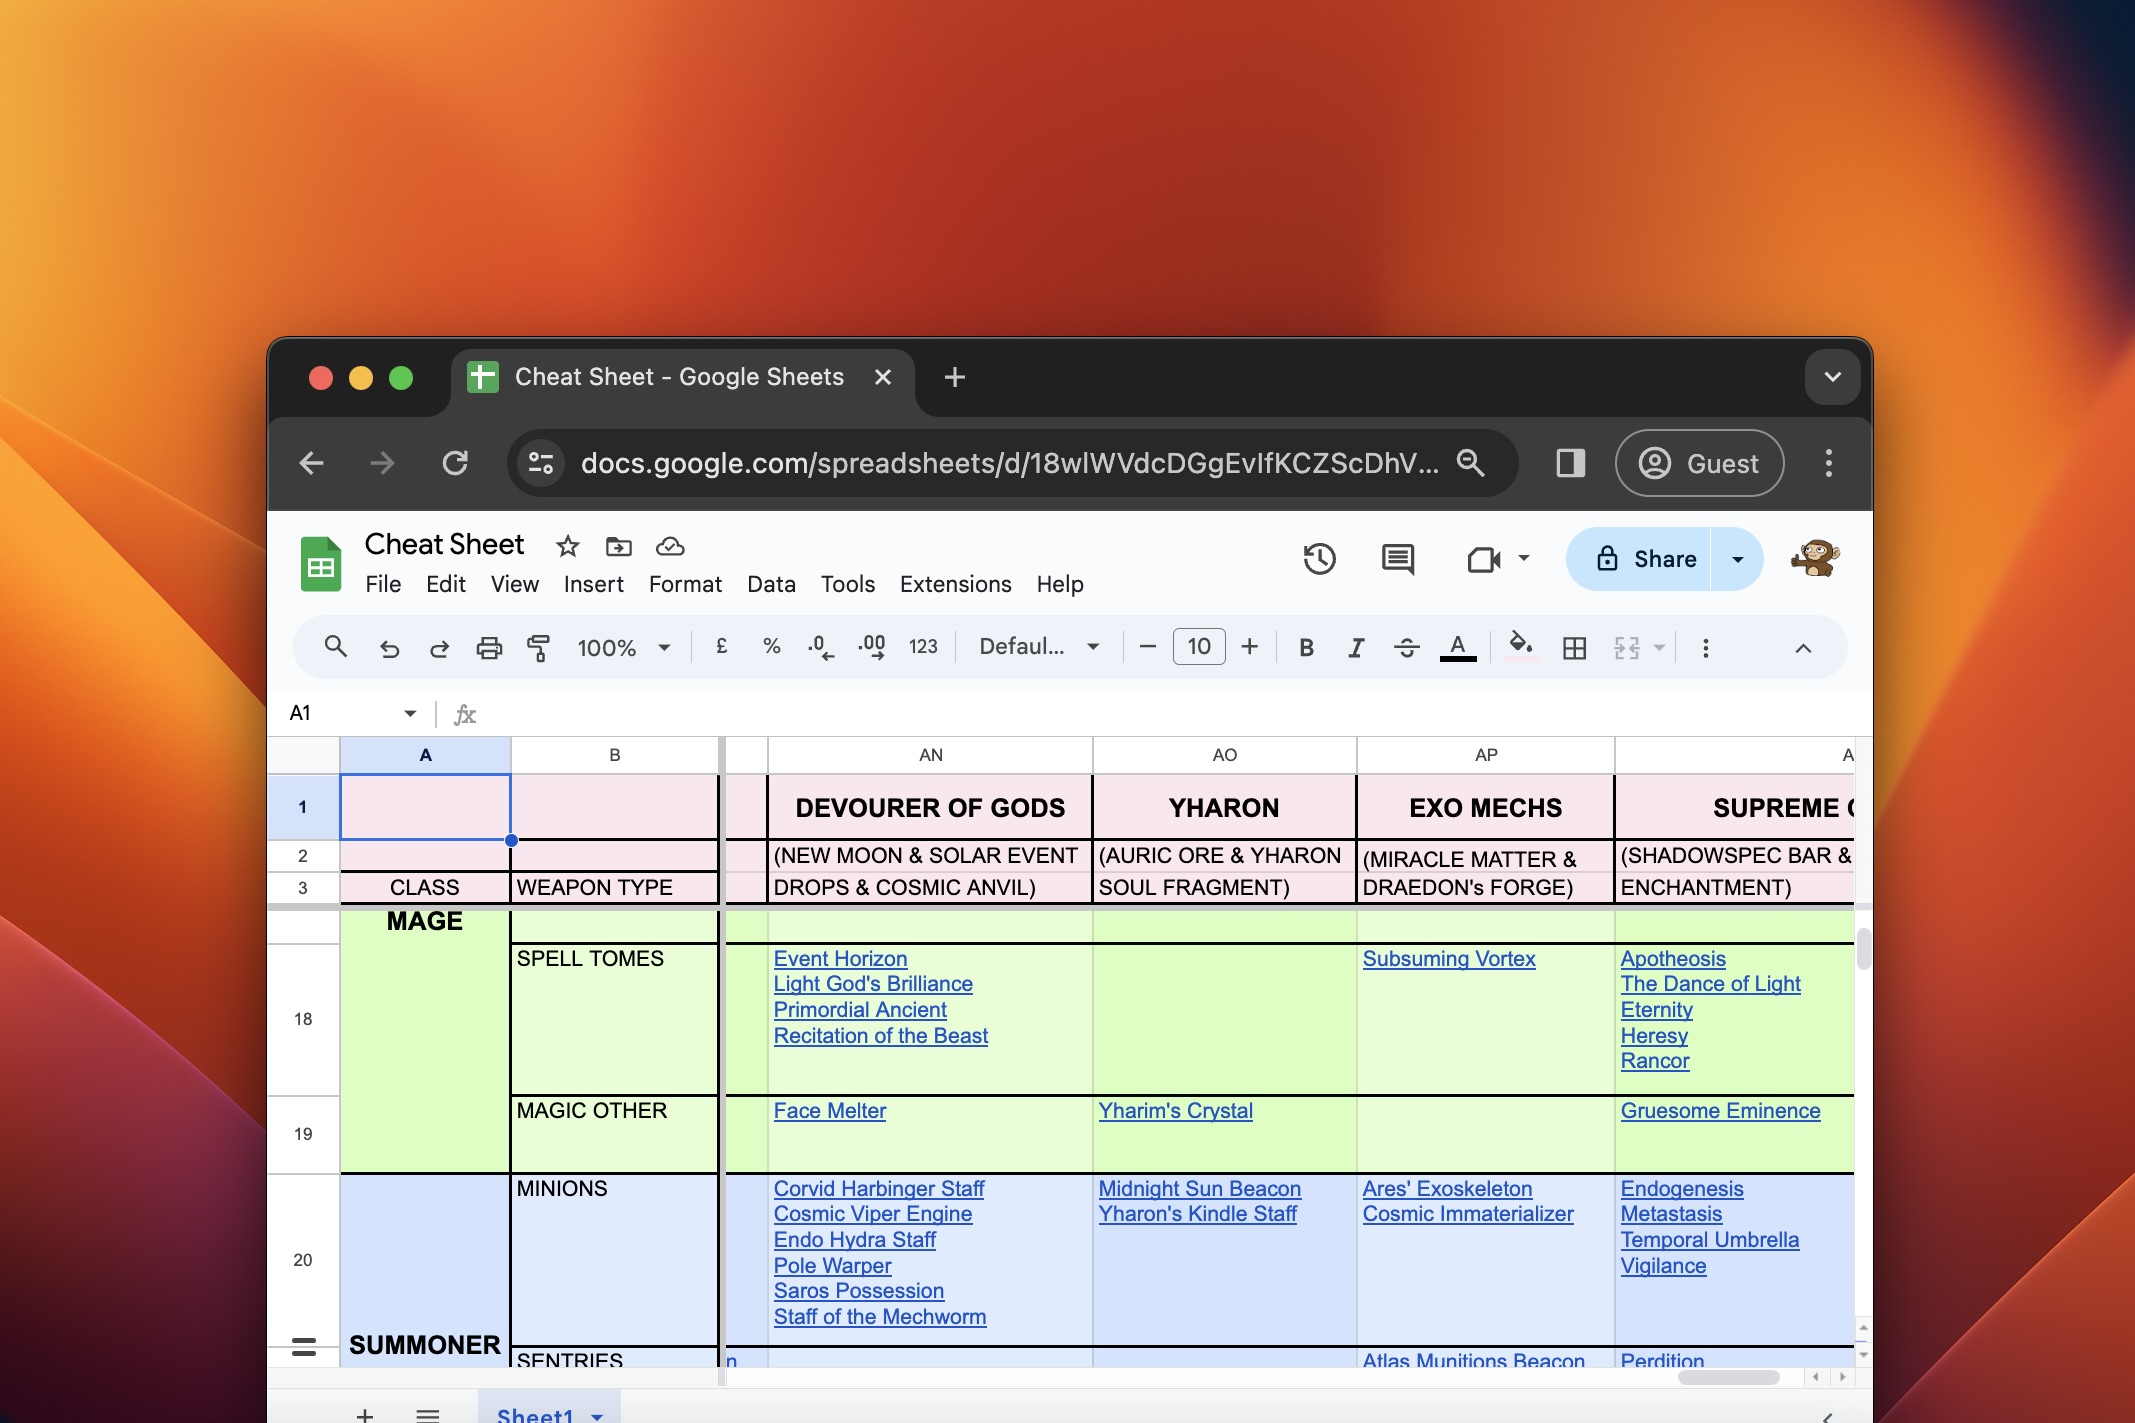 Cheat Sheet - Google Sheets
docs.google.com/spreadsheets/d/18wlWVdcDGgEvlfKCZScDhV...
Guest
Cheat Sheet
File Edit View Insert Format Data Tools Extensions Help
Share
100% £ % .0 .00 123 Defaul... 10 B I A
A1 fx
A B AN AO AP A
1 DEVOURER OF GODS YHARON EXO MECHS SUPREME
2 (NEW MOON & SOLAR EVENT (AURIC ORE & YHARON (MIRACLE MATTER & (SHADOWSPEC BAR &
3 CLASS WEAPON TYPE DROPS & COSMIC ANVIL) SOUL FRAGMENT) DRAEDON's FORGE) ENCHANTMENT)
MAGE
18
SPELL TOMES
Event Horizon
Light God's Brilliance
Primordial Ancient
Recitation of the Beast
Subsuming Vortex
Apotheosis
The Dance of Light
Eternity
Heresy
Rancor
19
MAGIC OTHER
Face Melter
Yharim's Crystal
Gruesome Eminence
20
SUMMONER
MINIONS
Corvid Harbinger Staff
Cosmic Viper Engine
Endo Hydra Staff
Pole Warper
Saros Possession
Staff of the Mechworm
Midnight Sun Beacon
Yharon's Kindle Staff
Ares' Exoskeleton
Cosmic Immaterializer
Endogenesis
Metastasis
Temporal Umbrella
Vigilance
SENTRIES n Atlas Munitions Beacon Perdition
Sheet1